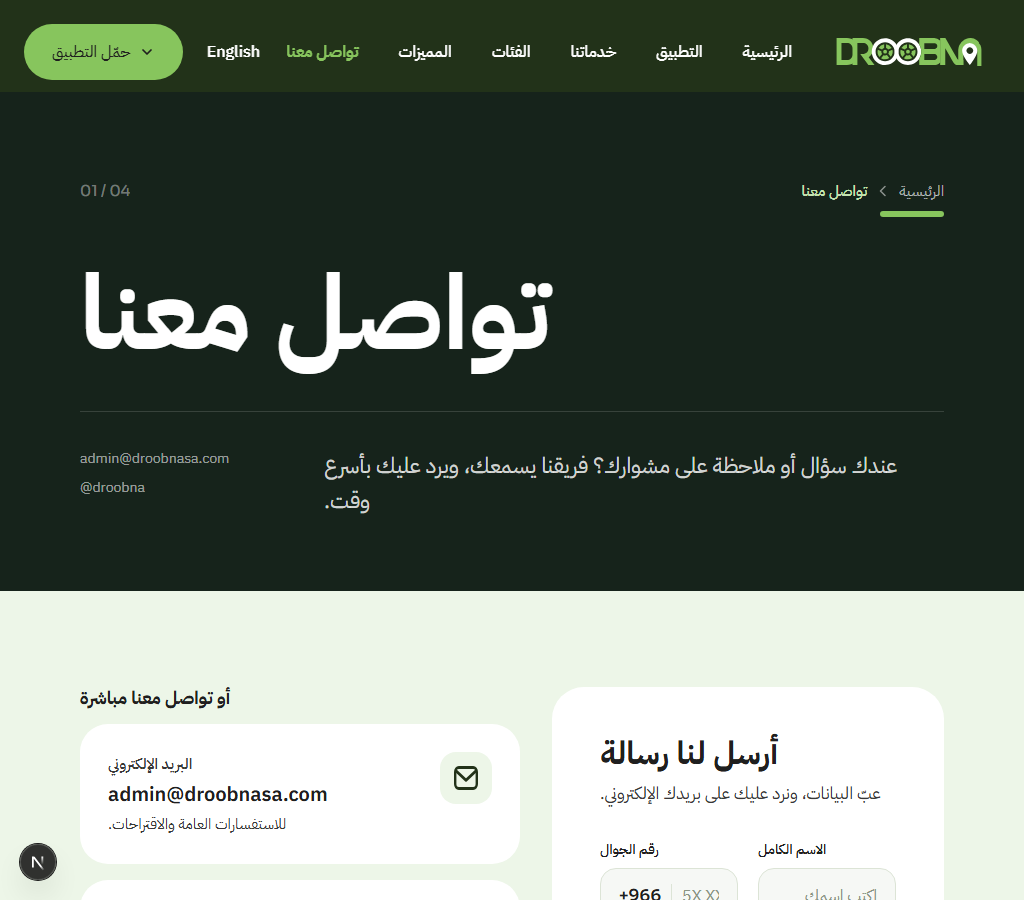 DROOBNA
الرئيسية
التطبيق
خدماتنا
الفئات
المميزات
تواصل معنا
English
حمّل التطبيق
الرئيسية > تواصل معنا
01 / 04
تواصل معنا
عندك سؤال أو ملاحظة على مشوارك؟ فريقنا يسمعك، ويرد عليك بأسرع
وقت.
admin@droobnasa.com
@droobna
أرسل لنا رسالة
عبّ البيانات، ونرد عليك على بريدك الإلكتروني.
الاسم الكامل
اكتب اسمك
رقم الجوال
+966
5X X
أو تواصل معنا مباشرة
البريد الإلكتروني
admin@droobnasa.com
للاستفسارات العامة والاقتراحات.
N